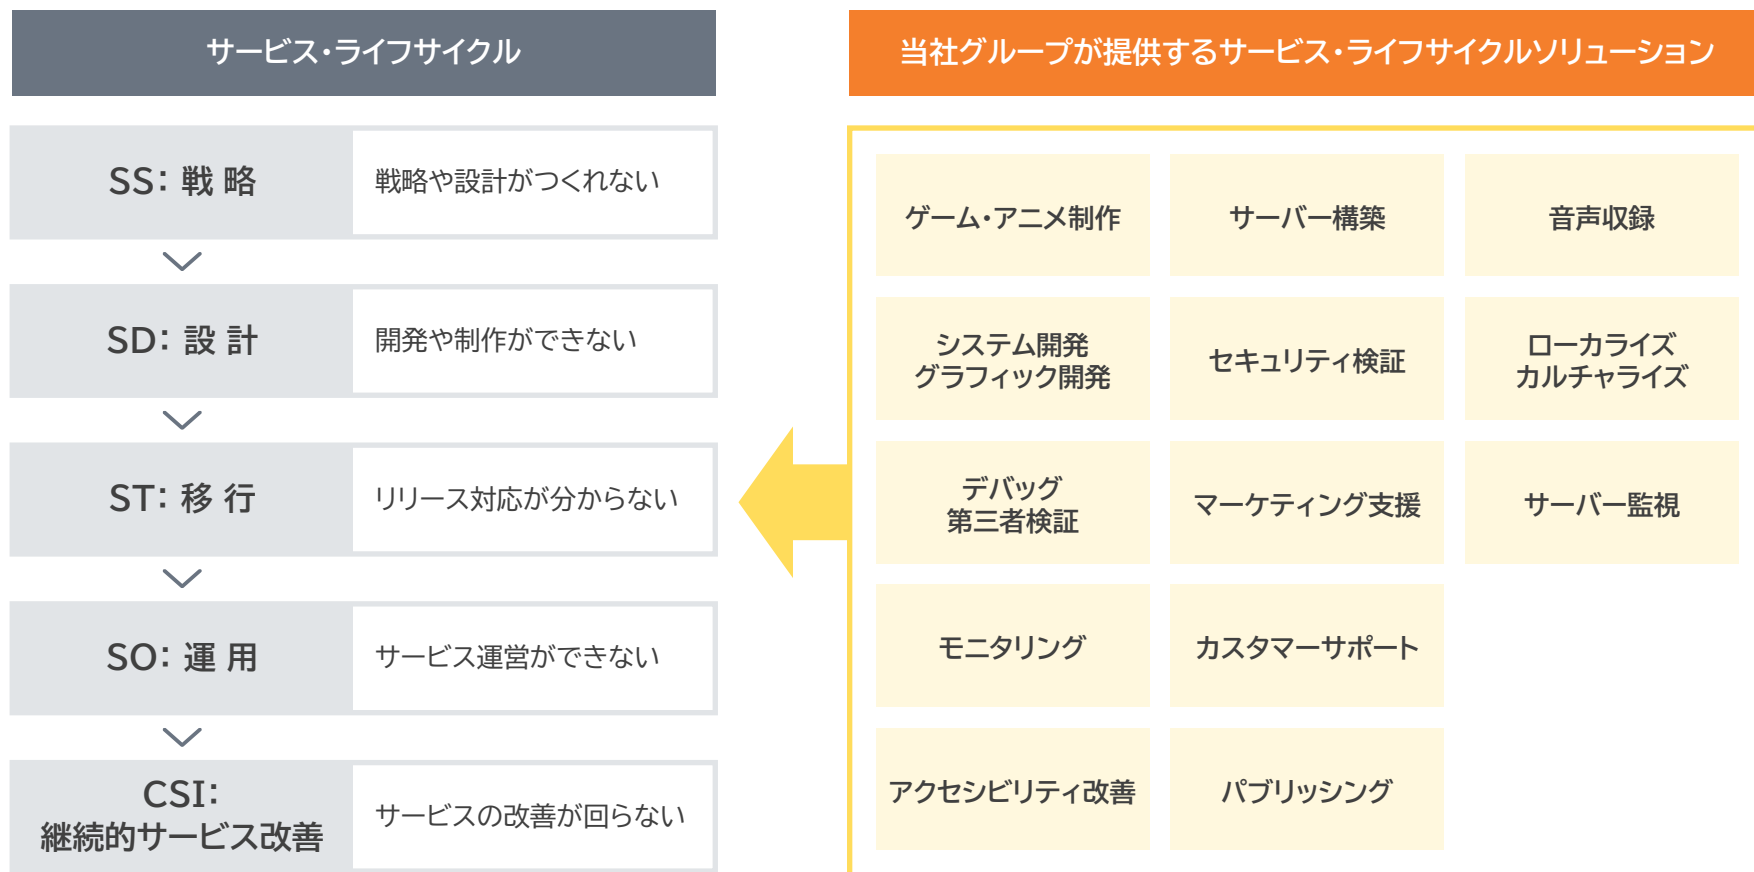 サービス・ライフサイクル
SS：戦 略
戦略や設計がつくれない
SD：設 計
開発や制作ができない
ST：移 行
リリース対応が分からない
SO：運 用
サービス運営ができない
CSI：
継続的サービス改善
サービスの改善が回らない
当社グループが提供するサービス・ライフサイクルソリューション
ゲーム・アニメ制作
サーバー構築
音声収録
システム開発
グラフィック開発
セキュリティ検証
ローカライズ
カルチャライズ
デバッグ
第三者検証
マーケティング支援
サーバー監視
モニタリング
カスタマーサポート
アクセシビリティ改善
パブリッシング